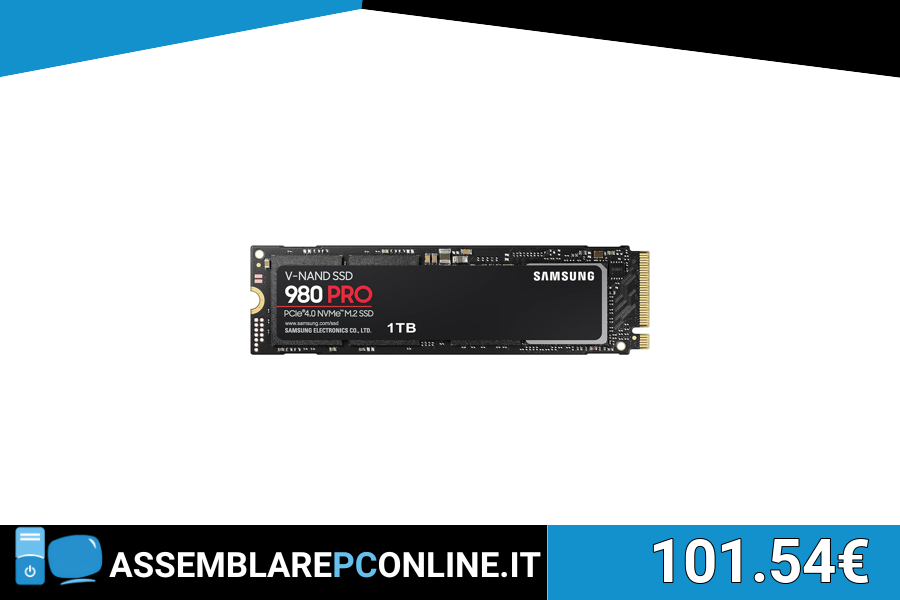 V-NAND SSD
980 PRO
PCIe® 4.0 NVMe™ M.2 SSD
www.samsung.com/ssd
SAMSUNG ELECTRONICS CO., LTD.
1TB
SAMSUNG
ASSEMBLAREPCONLINE.IT
101.54€